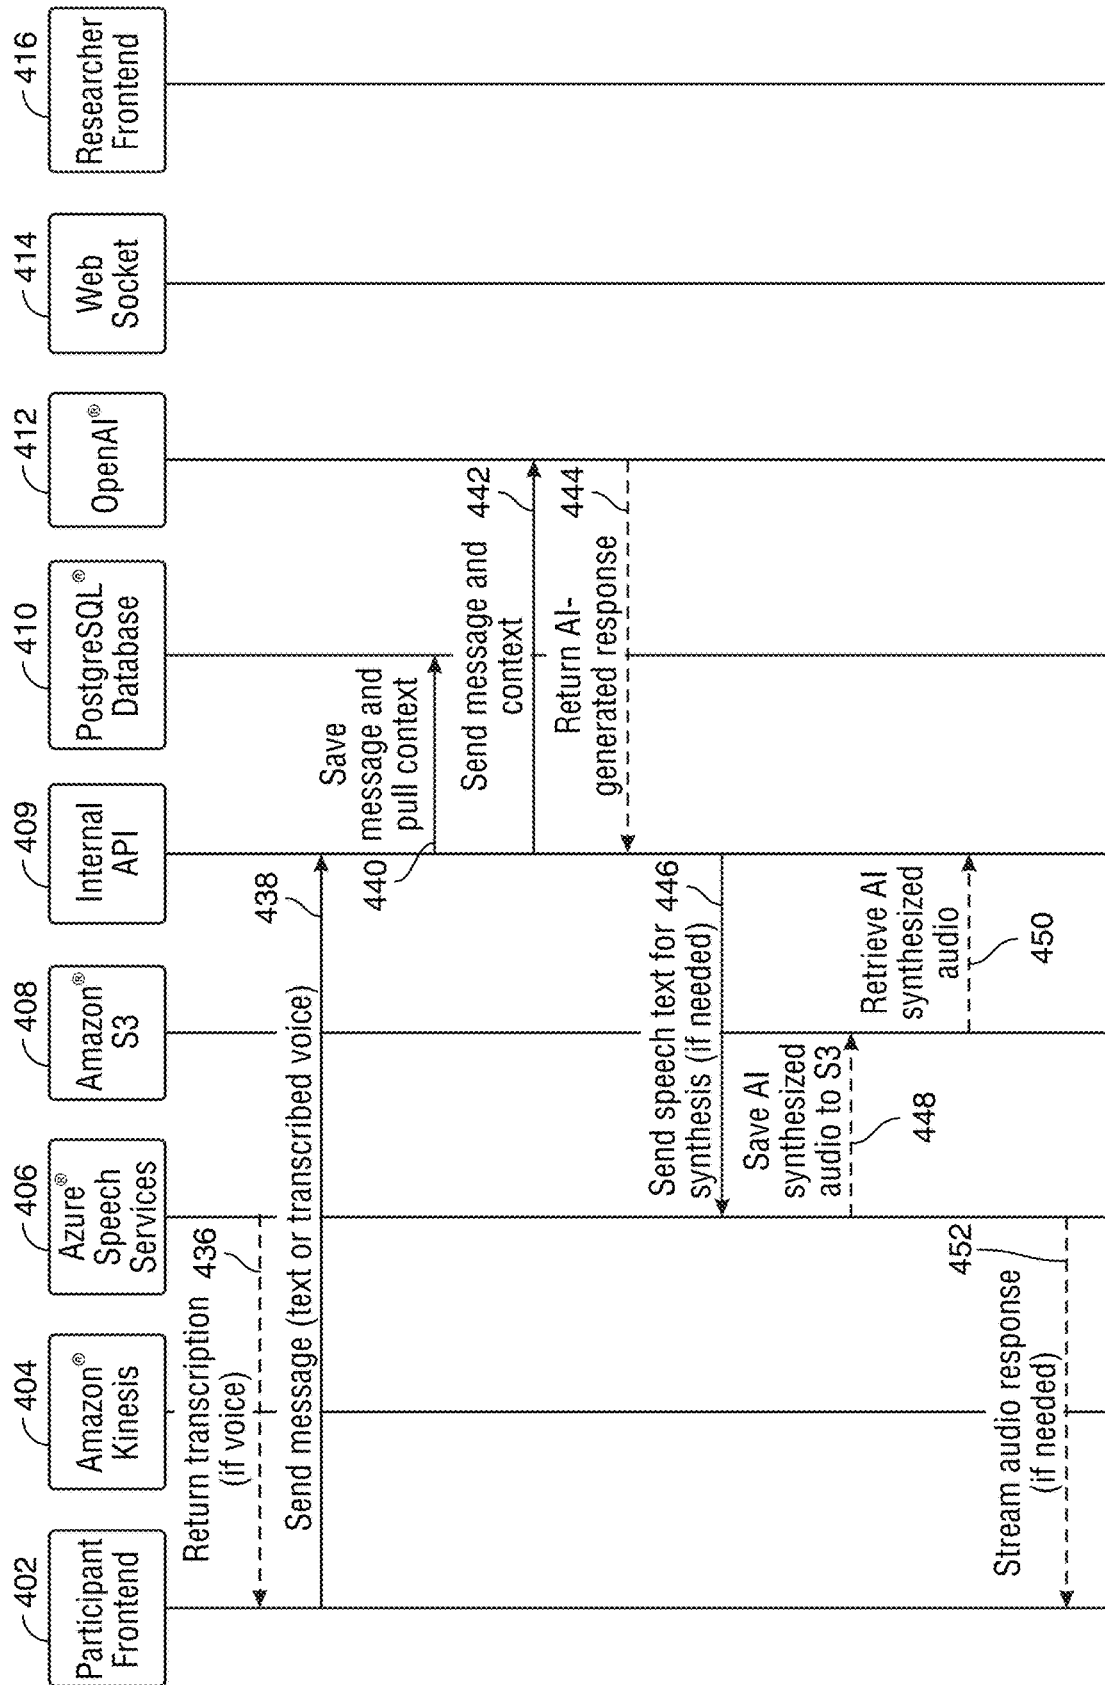 402
Participant
Frontend
404
Amazon®
Kinesis
406
Azure®
Speech
Services
408
Amazon®
S3
409
Internal
API
410
PostgreSQL®
Database
412
OpenAI®
414
Web
Socket
416
Researcher
Frontend
Return transcription
(if voice)
436
Send message (text or transcribed voice)
438
Save
message and
pull context
440
Send message and
context
442
Return AI-
generated response
444
Send speech text for
synthesis (if needed)
446
Save AI
synthesized
audio to S3
448
Retrieve AI
synthesized
audio
450
Stream audio response
(if needed)
452